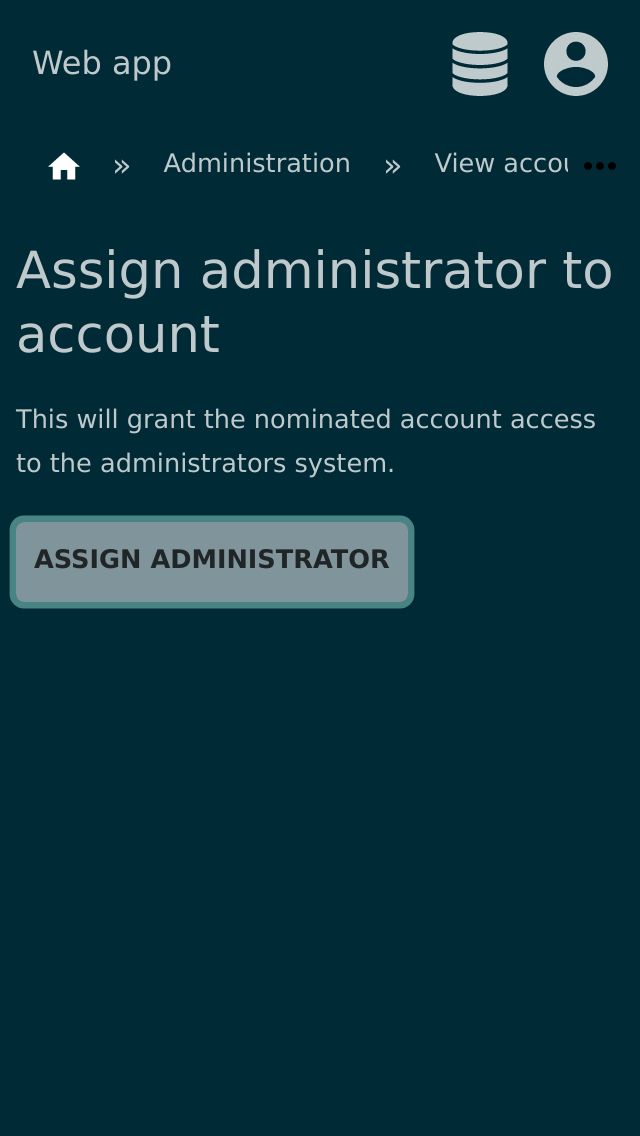 Web app
» Administration » View accou
Assign administrator to
account
This will grant the nominated account access
to the administrators system.
ASSIGN ADMINISTRATOR